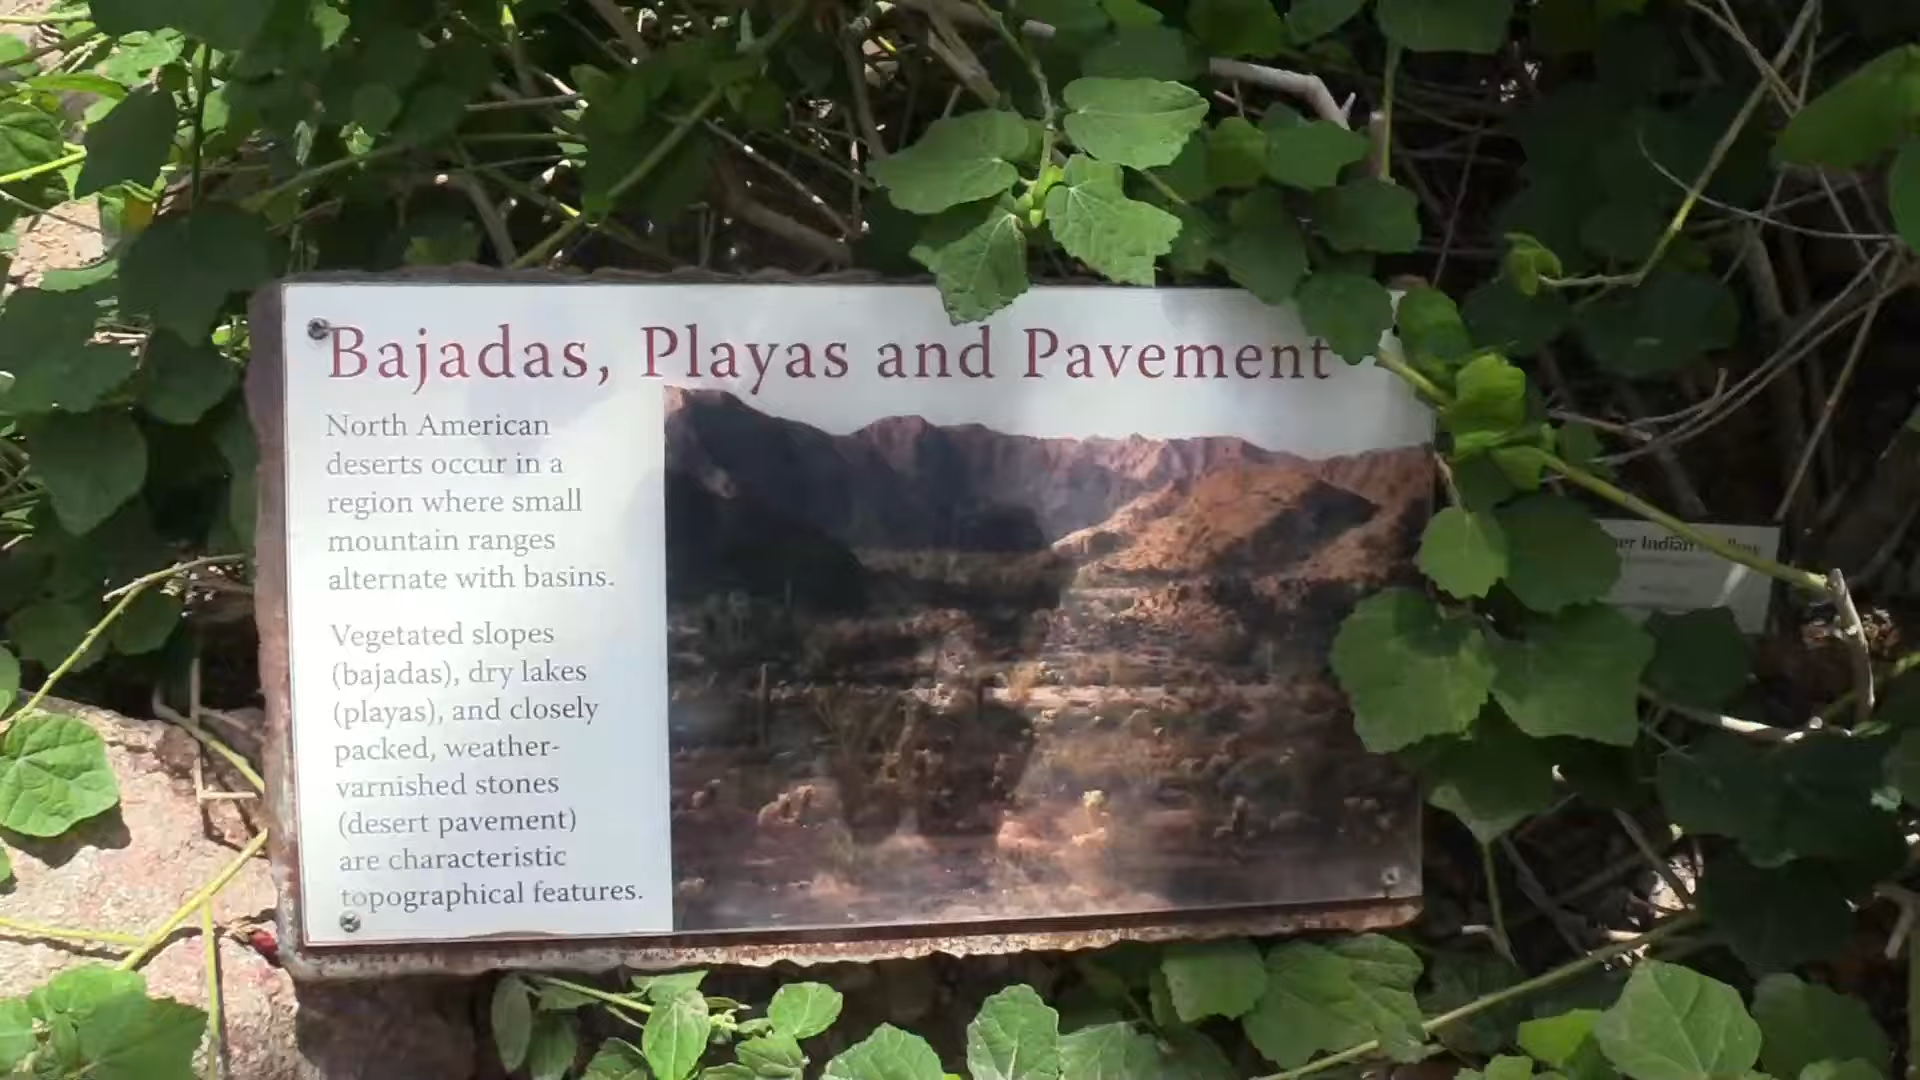 Bajadas, Playas and Pavement
North American
deserts occur in a
region where small
mountain ranges
alternate with basins.
Vegetated slopes
(bajadas), dry lakes
(playas), and closely
packed, weather-
varnished stones
(desert pavement)
are characteristic
topographical features.
Indian